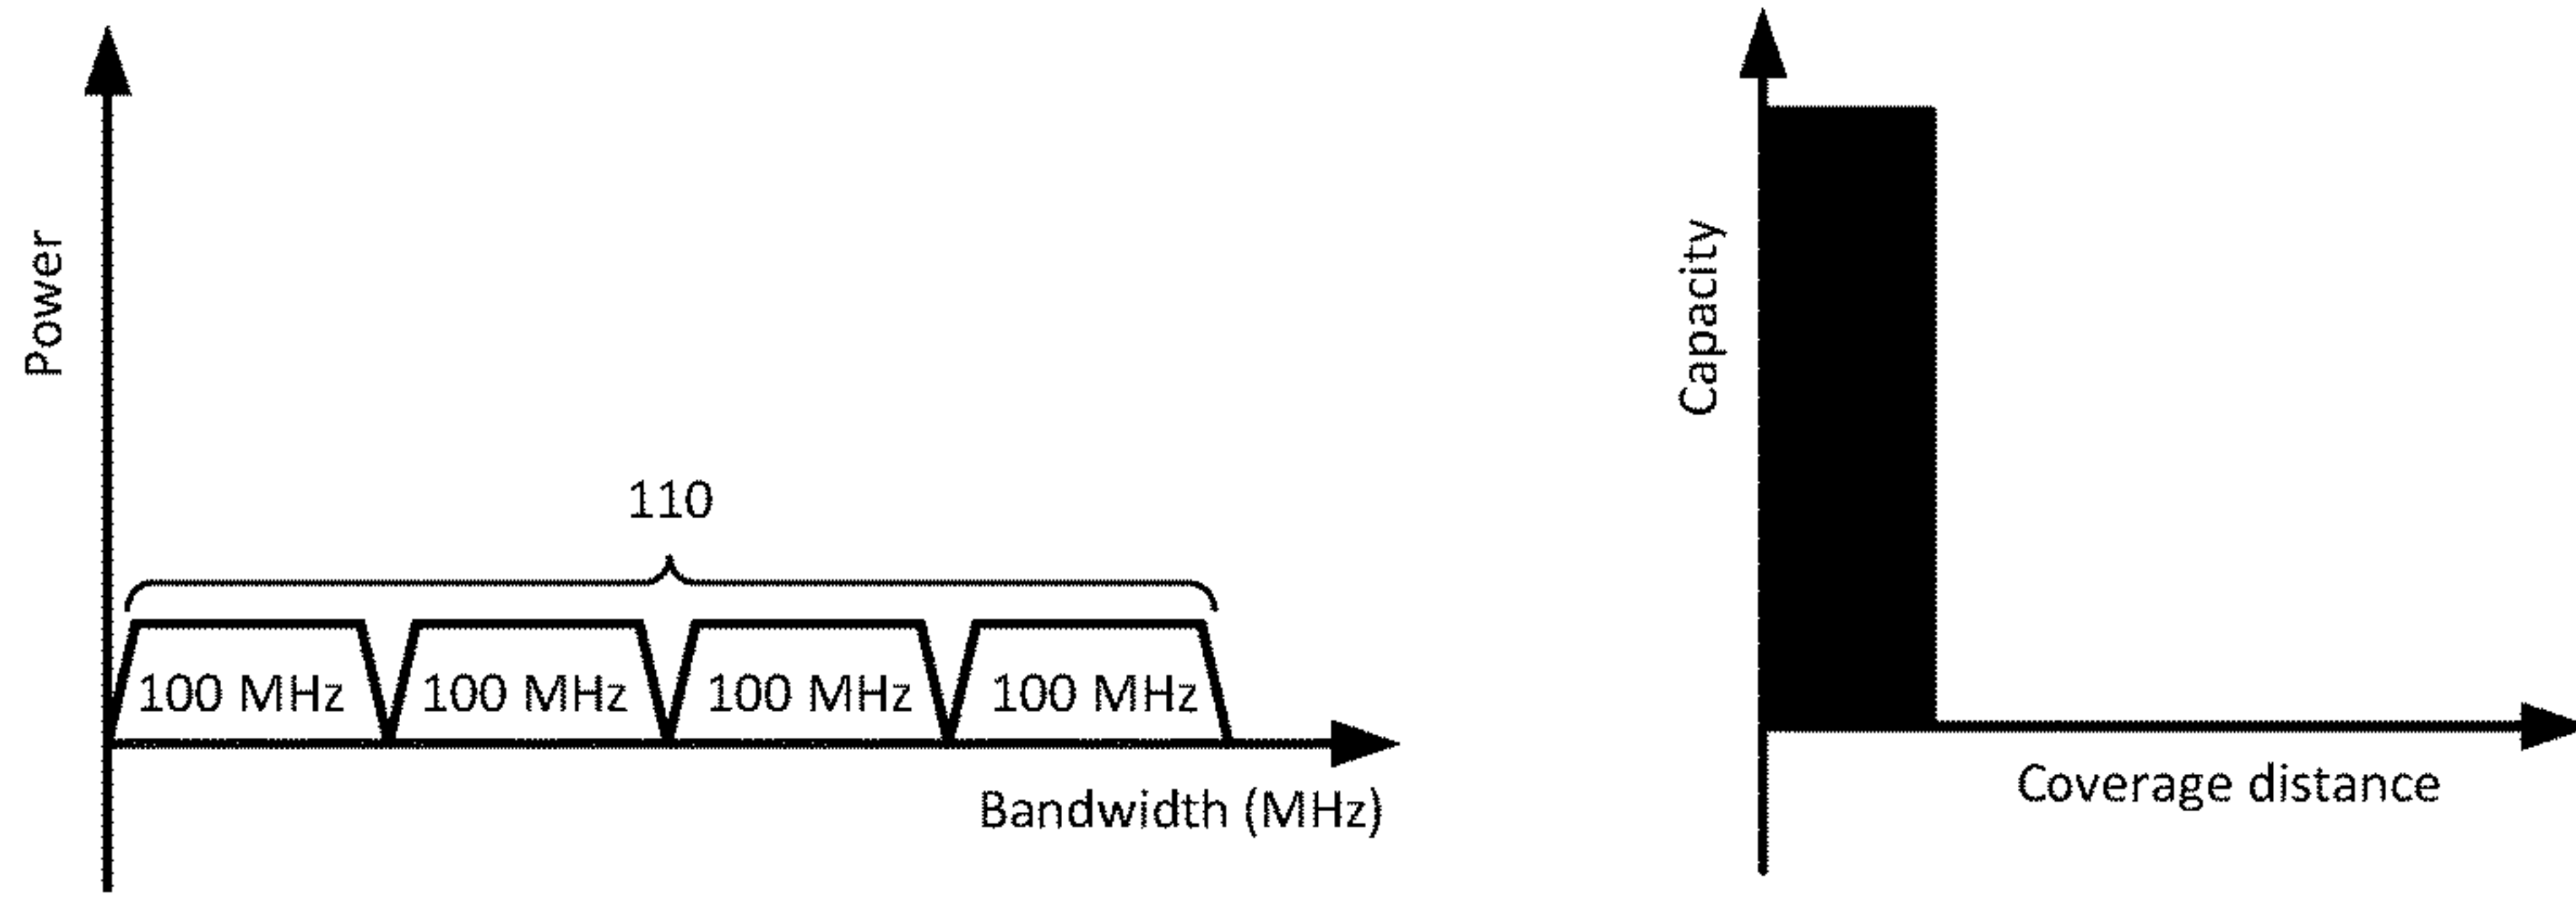 Power
110
100 MHz 100 MHz 100 MHz 100 MHz
Bandwidth (MHz)
Capacity
Coverage distance